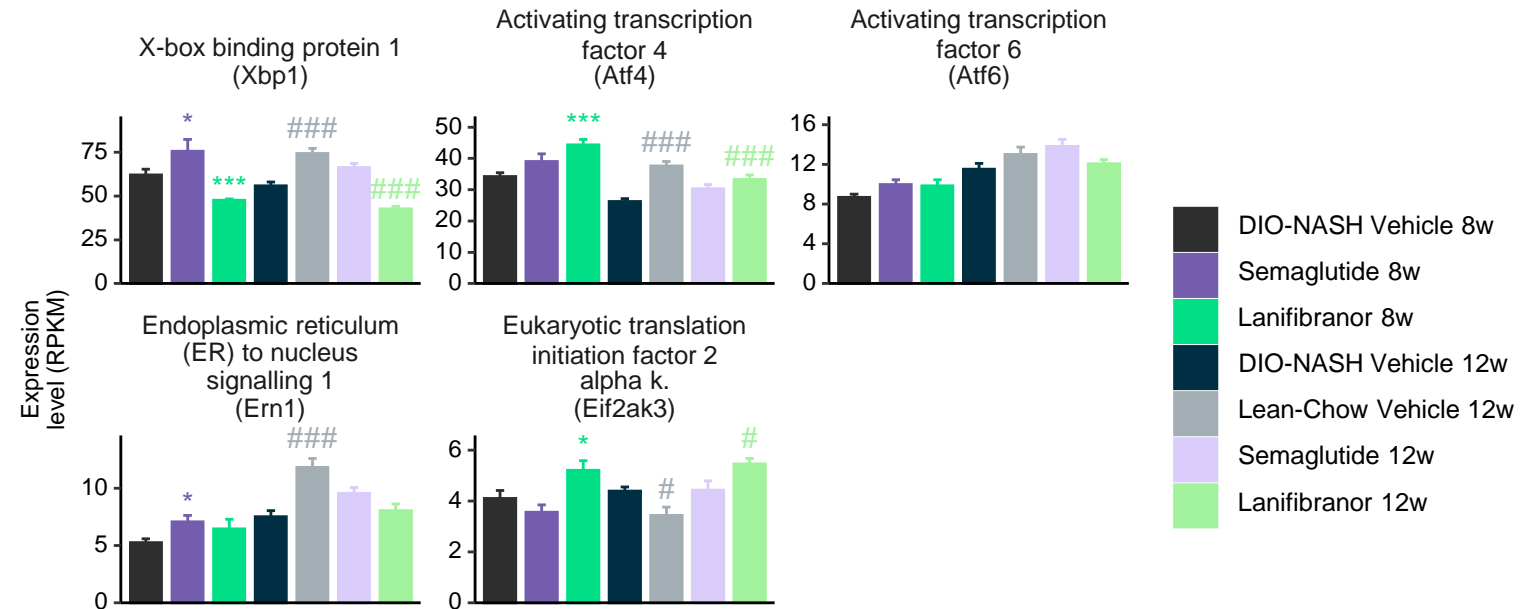 X-box binding protein 1
(Xbp1)
75
50
25
0
*
***
###
###
Activating transcription
factor 4
(Atf4)
50
40
30
20
10
0
***
###
###
Activating transcription
factor 6
(Atf6)
16
12
8
4
0
Expression
level (RPKM)
Endoplasmic reticulum
(ER) to nucleus
signalling 1
(Ern1)
10
5
0
*
###
Eukaryotic translation
initiation factor 2
alpha k.
(Eif2ak3)
6
4
2
0
*
#
#
DIO-NASH Vehicle 8w
Semaglutide 8w
Lanifibranor 8w
DIO-NASH Vehicle 12w
Lean-Chow Vehicle 12w
Semaglutide 12w
Lanifibranor 12w